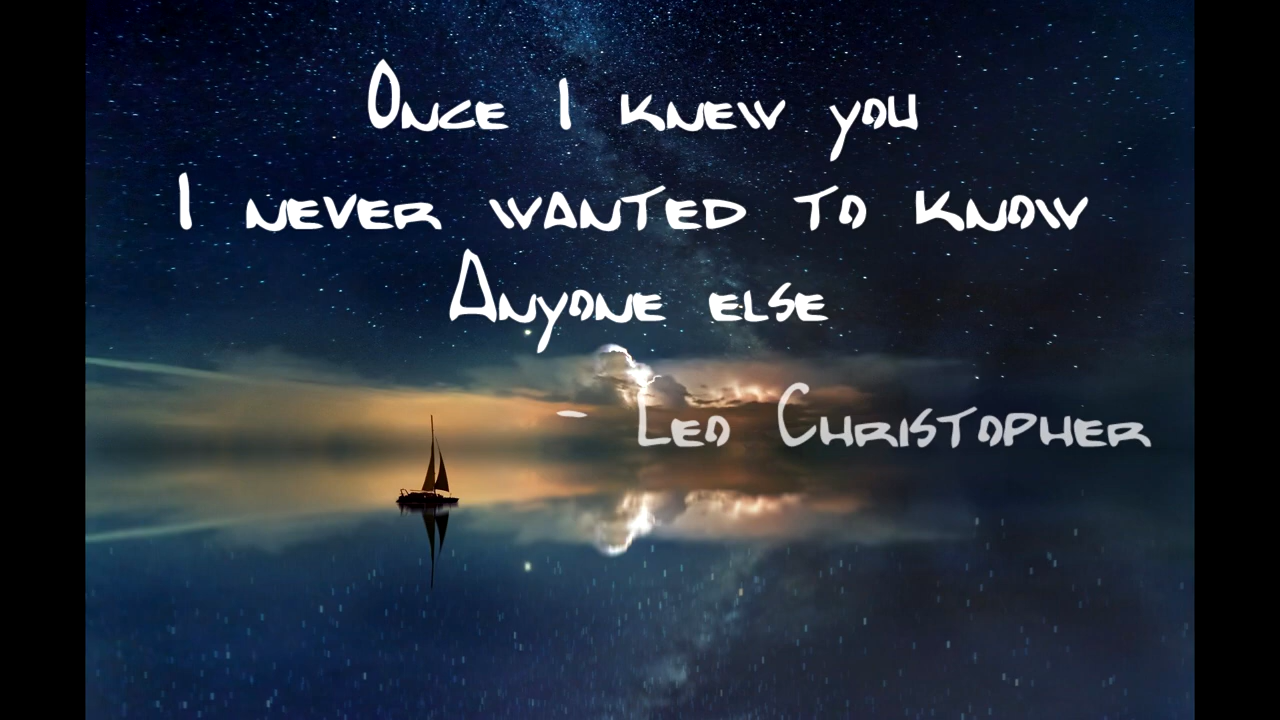 Once I knew you
I never wanted to know
Anyone else
- Leo Christopher